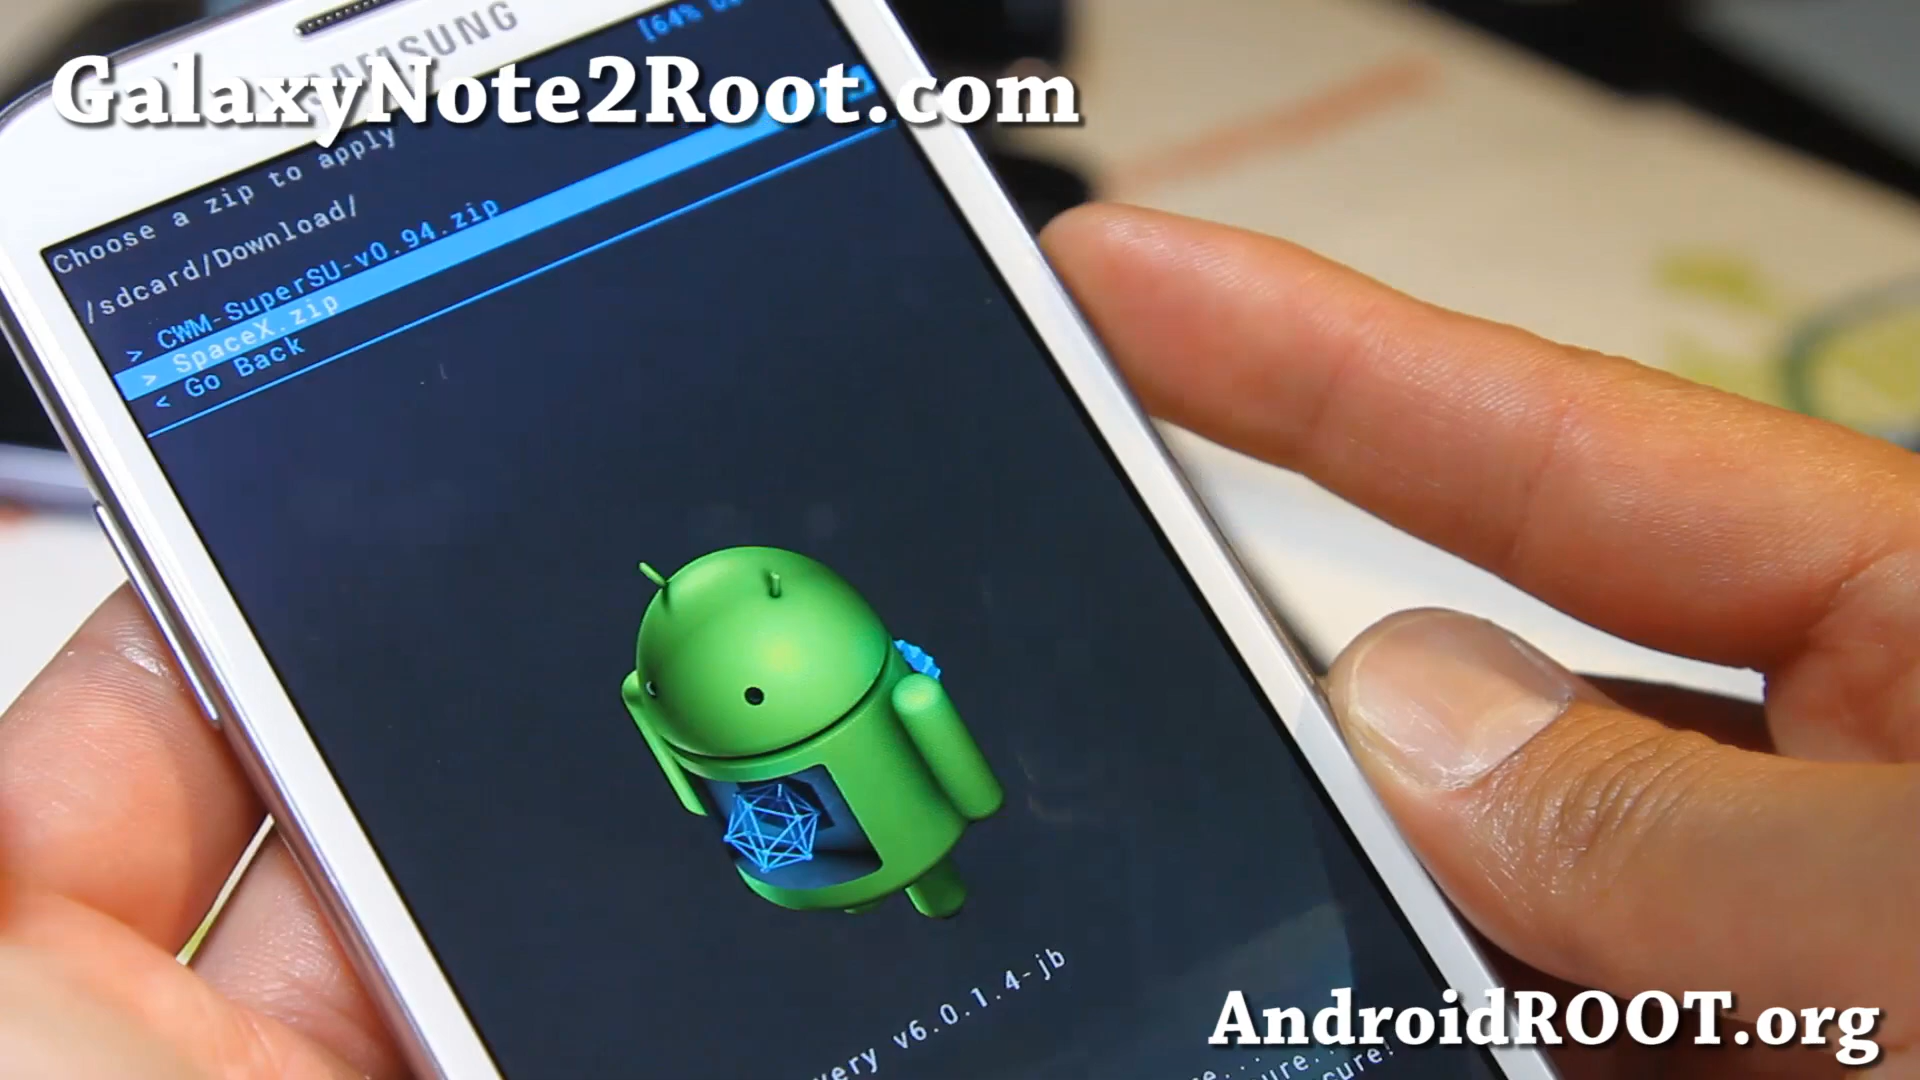 SAMSUNG
[64%
GalaxyNote2Root.com
Choose a zip to apply
/sdcard/Download/
> CWM-SuperSU-v0.94.zip
> SpaceX.zip
< Go Back
very v6.0.1.4-jb
AndroidROOT.org